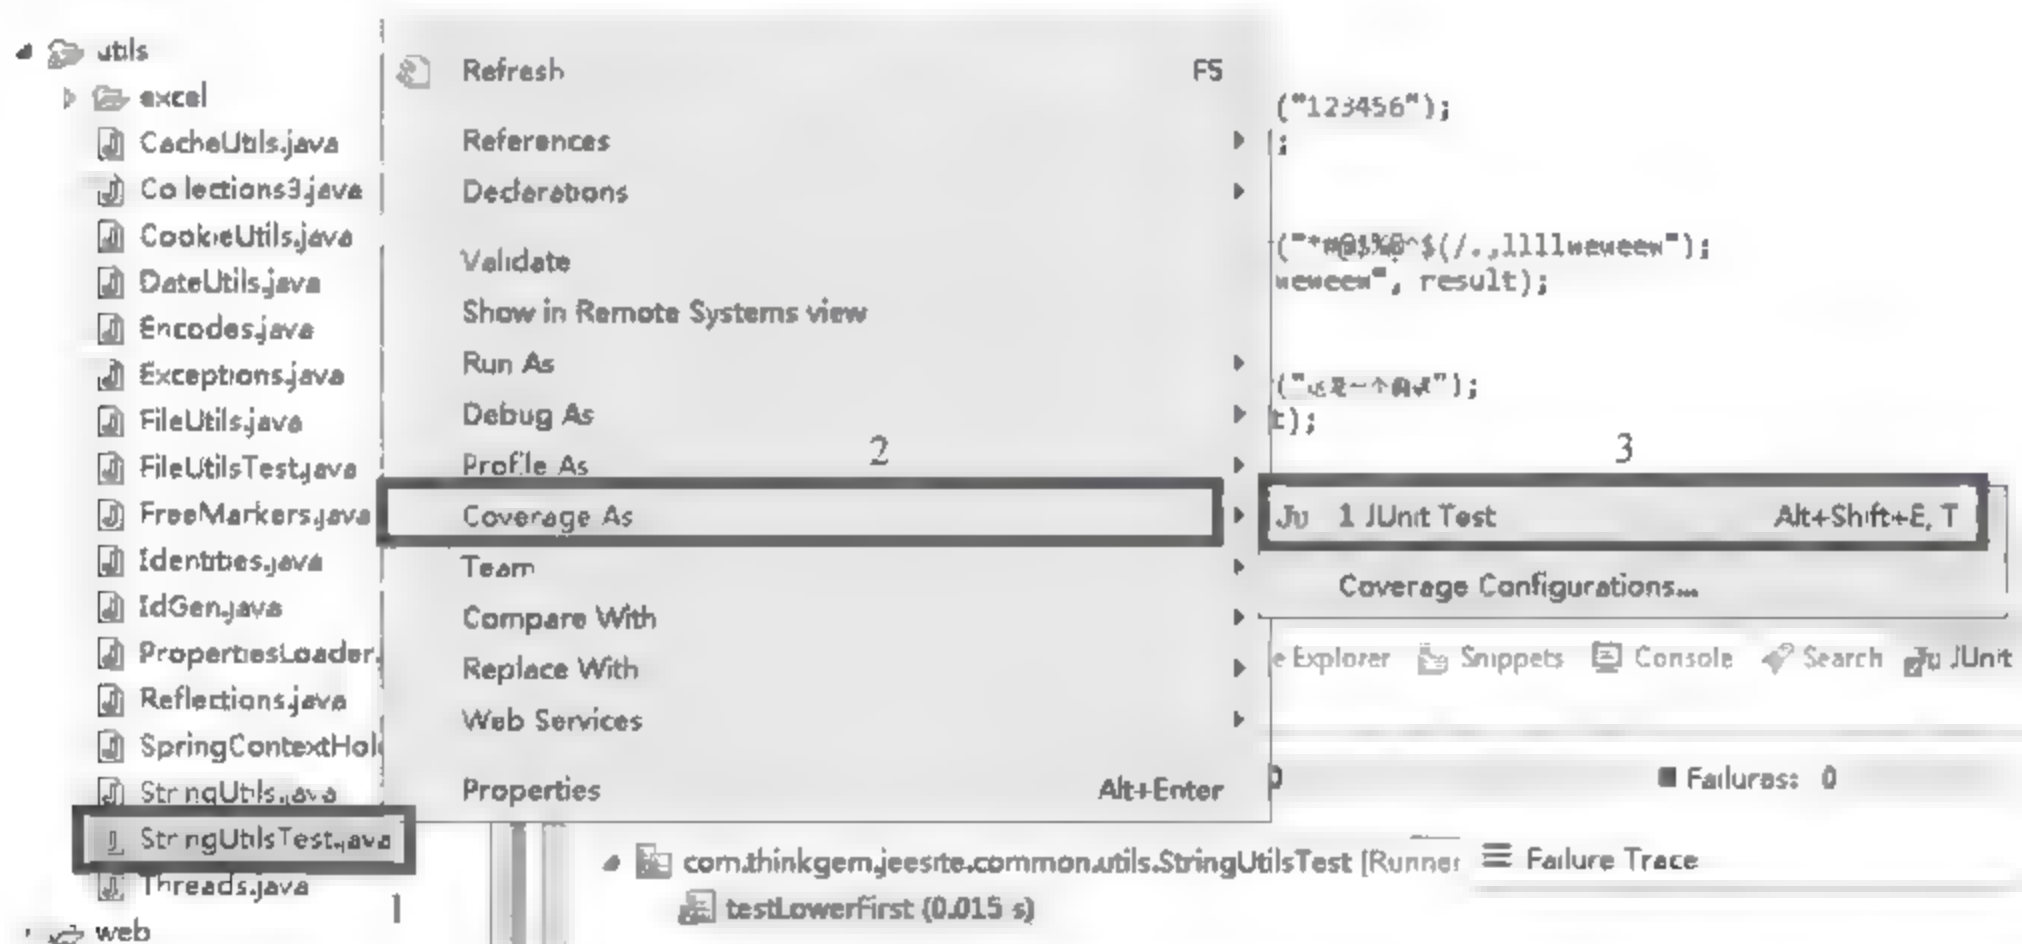 utils
excel
CacheUtils.java
Collections3.java
CookieUtils.java
DateUtils.java
Encodes.java
Exceptions.java
FileUtils.java
FileUtilsTest.java
FreeMarkers.java
Identities.java
IdGen.java
PropertiesLoader.
Reflections.java
SpringContextHol
StringUtils.java
StringUtilsTest.java
Threads.java
1
web
Refresh F5
References
Declarations
Validate
Show in Remote Systems view
Run As
Debug As
2
Profile As
Coverage As
Team
Compare With
Replace With
Web Services
Properties Alt+Enter
("123456");
;
$(/.,llllweweew");
weweew", result);
t);
3
Ju 1 JUnit Test Alt+Shift+E, T
Coverage Configurations...
e Explorer Snippets Console Search Ju JUnit
Failures: 0
com.thinkgem.jeesite.common.utils.StringUtilsTest [Runner
Failure Trace
testLowerFirst (0.015 s)